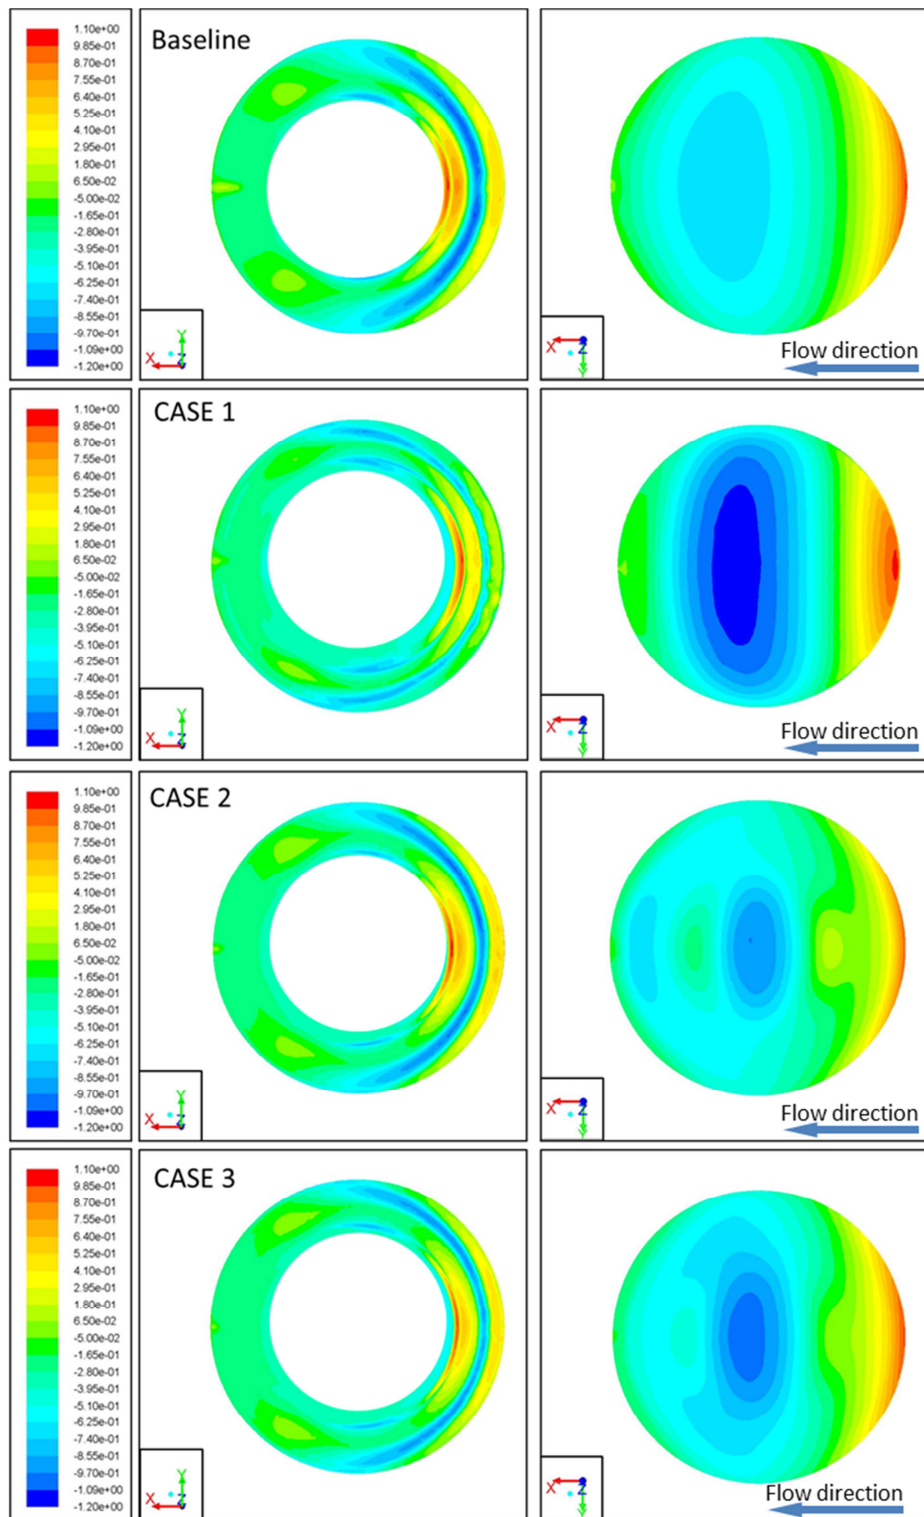 Baseline
1.10e+00
9.85e-01
8.70e-01
7.55e-01
6.40e-01
5.25e-01
4.10e-01
2.95e-01
1.80e-01
6.50e-02
-5.00e-02
-1.65e-01
-2.80e-01
-3.95e-01
-5.10e-01
-6.25e-01
-7.40e-01
-8.55e-01
-9.70e-01
-1.09e+00
-1.20e+00
X Y Z
X Z Y
Flow direction
CASE 1
1.10e+00
9.85e-01
8.70e-01
7.55e-01
6.40e-01
5.25e-01
4.10e-01
2.95e-01
1.80e-01
6.50e-02
-5.00e-02
-1.65e-01
-2.80e-01
-3.95e-01
-5.10e-01
-6.25e-01
-7.40e-01
-8.55e-01
-9.70e-01
-1.09e+00
-1.20e+00
X Y Z
X Z Y
Flow direction
CASE 2
1.10e+00
9.85e-01
8.70e-01
7.55e-01
6.40e-01
5.25e-01
4.10e-01
2.95e-01
1.80e-01
6.50e-02
-5.00e-02
-1.65e-01
-2.80e-01
-3.95e-01
-5.10e-01
-6.25e-01
-7.40e-01
-8.55e-01
-9.70e-01
-1.09e+00
-1.20e+00
X Y Z
X Z Y
Flow direction
CASE 3
1.10e+00
9.85e-01
8.70e-01
7.55e-01
6.40e-01
5.25e-01
4.10e-01
2.95e-01
1.80e-01
6.50e-02
-5.00e-02
-1.65e-01
-2.80e-01
-3.95e-01
-5.10e-01
-6.25e-01
-7.40e-01
-8.55e-01
-9.70e-01
-1.09e+00
-1.20e+00
X Y Z
X Z Y
Flow direction